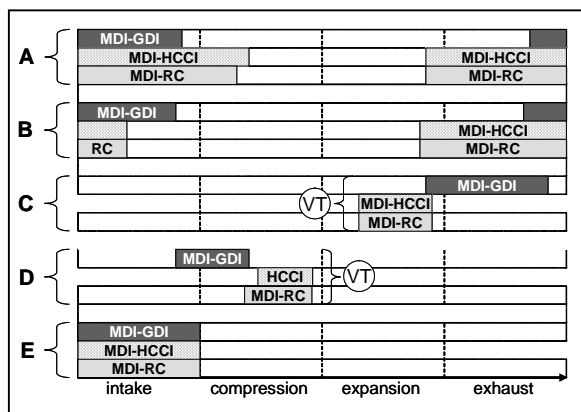 MDI-GDI
A MDI-HCCI MDI-HCCI
MDI-RC MDI-RC
MDI-GDI
B MDI-HCCI
RC MDI-RC
MDI-GDI
C VT MDI-HCCI
MDI-RC
MDI-GDI
D HCCI VT
MDI-RC
MDI-GDI
E MDI-HCCI
MDI-RC
intake compression expansion exhaust